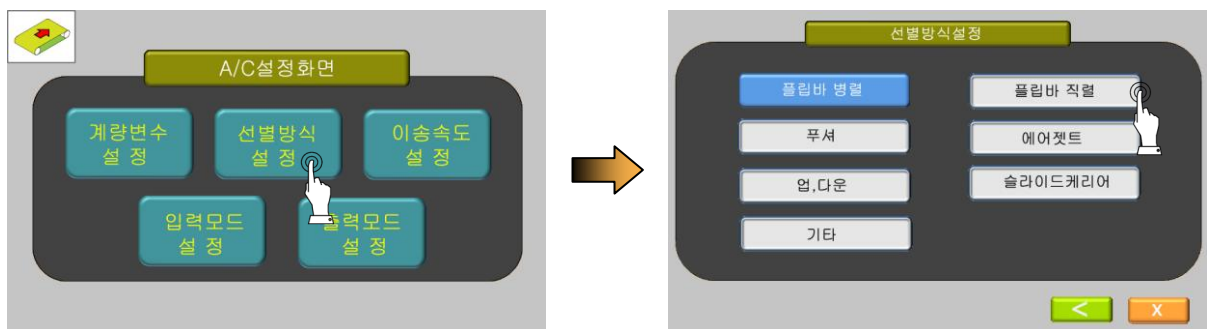 A/C설정화면
계량변수
설 정
선별방식
설 정
이송속도
설 정
입력모드
설 정
출력모드
설 정
선별방식설정
플립바 병렬
플립바 직렬
푸셔
에어젯트
업,다운
슬라이드케리어
기타
<
X